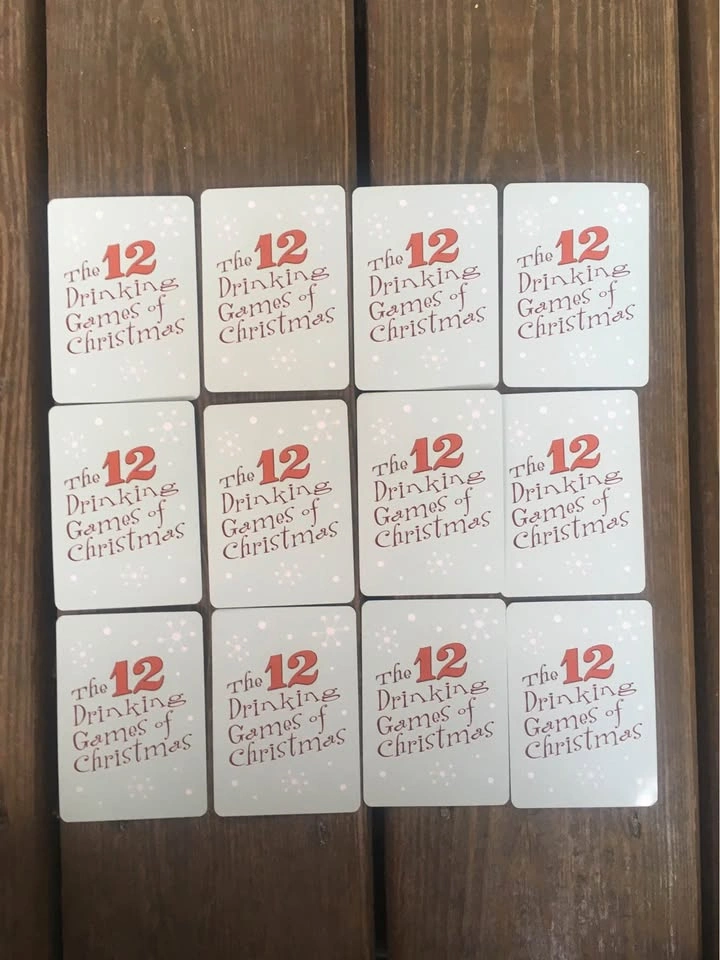 The 12
Drinking
Games of
Christmas
The 12
Drinking
Games of
Christmas
The 12
Drinking
Games of
Christmas
The 12
Drinking
Games of
Christmas
The 12
Drinking
Games of
Christmas
The 12
Drinking
Games of
Christmas
The 12
Drinking
Games of
Christmas
The 12
Drinking
Games of
Christmas
The 12
Drinking
Games of
Christmas
The 12
Drinking
Games of
Christmas
The 12
Drinking
Games of
Christmas
The 12
Drinking
Games of
Christmas